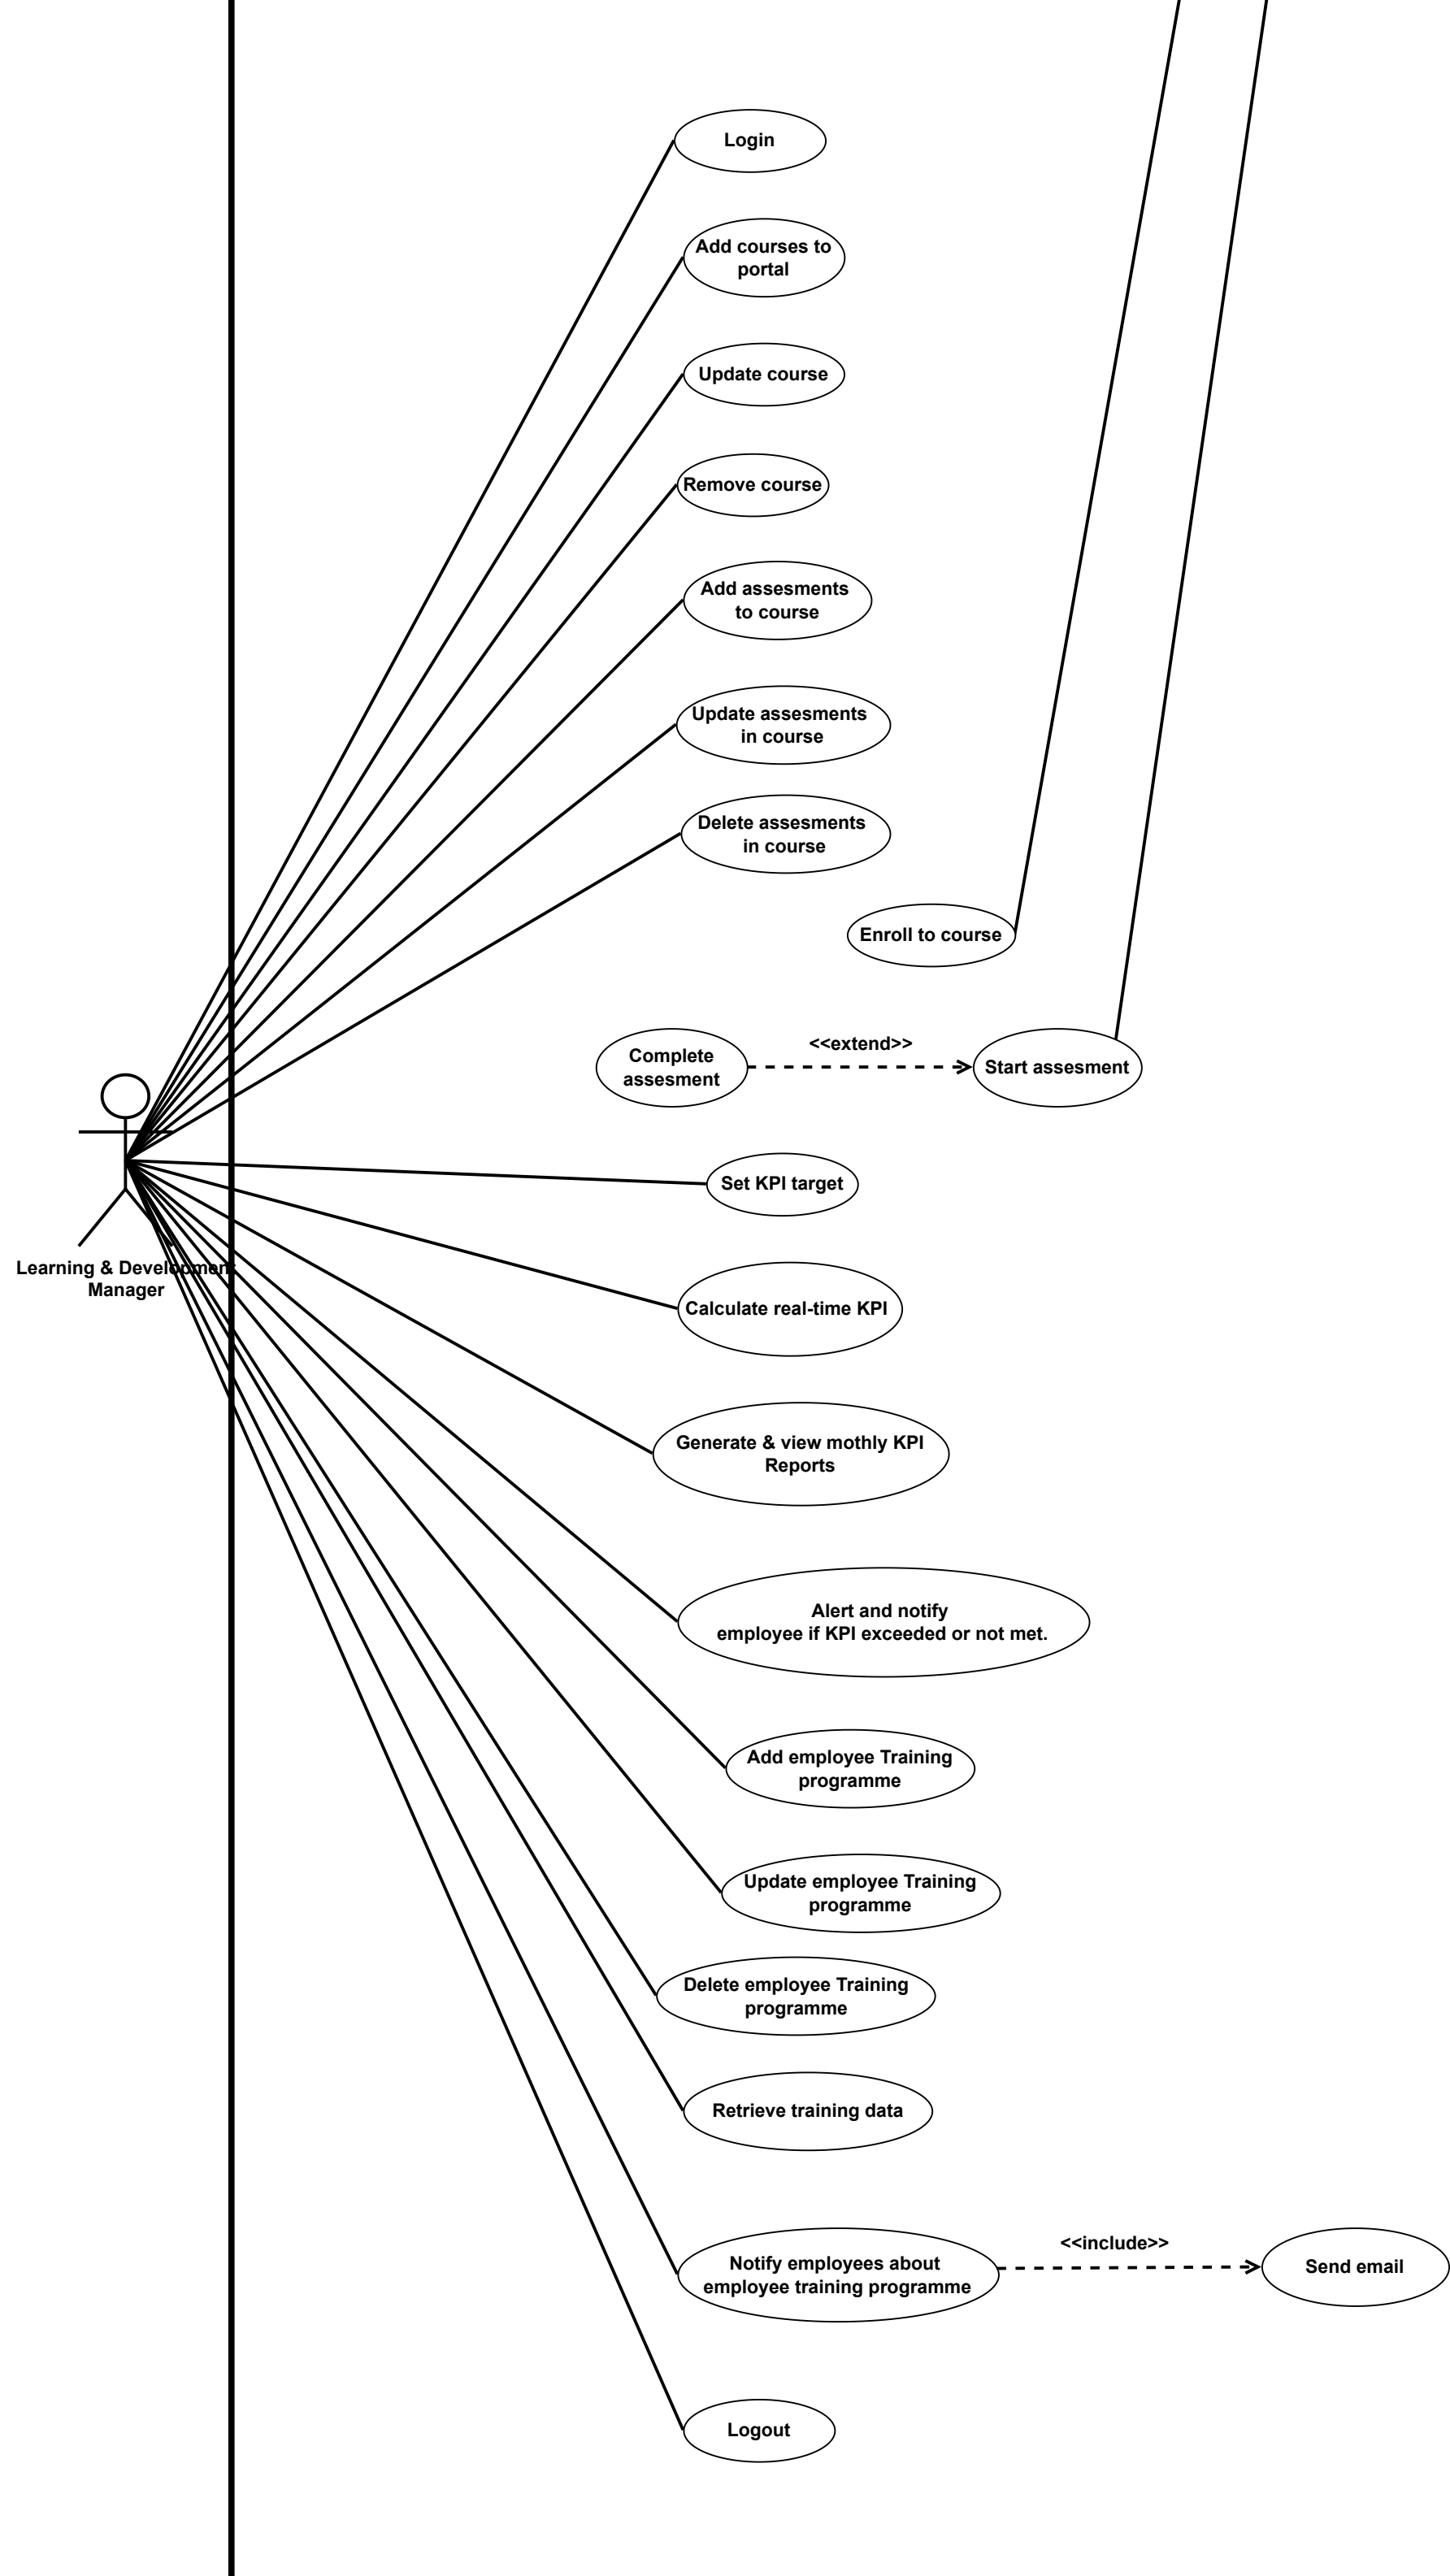 Login
Add courses to
portal
Update course
Remove course
Add assesments
to course
Update assesments
in course
Delete assesments
in course
Enroll to course
Complete
assesment
<<extend>>
Start assesment
Set KPI target
Learning & Development
Manager
Calculate real-time KPI
Generate & view mothly KPI
Reports
Alert and notify
employee if KPI exceeded or not met.
Add employee Training
programme
Update employee Training
programme
Delete employee Training
programme
Retrieve training data
Notify employees about
employee training programme
<<include>>
Send email
Logout